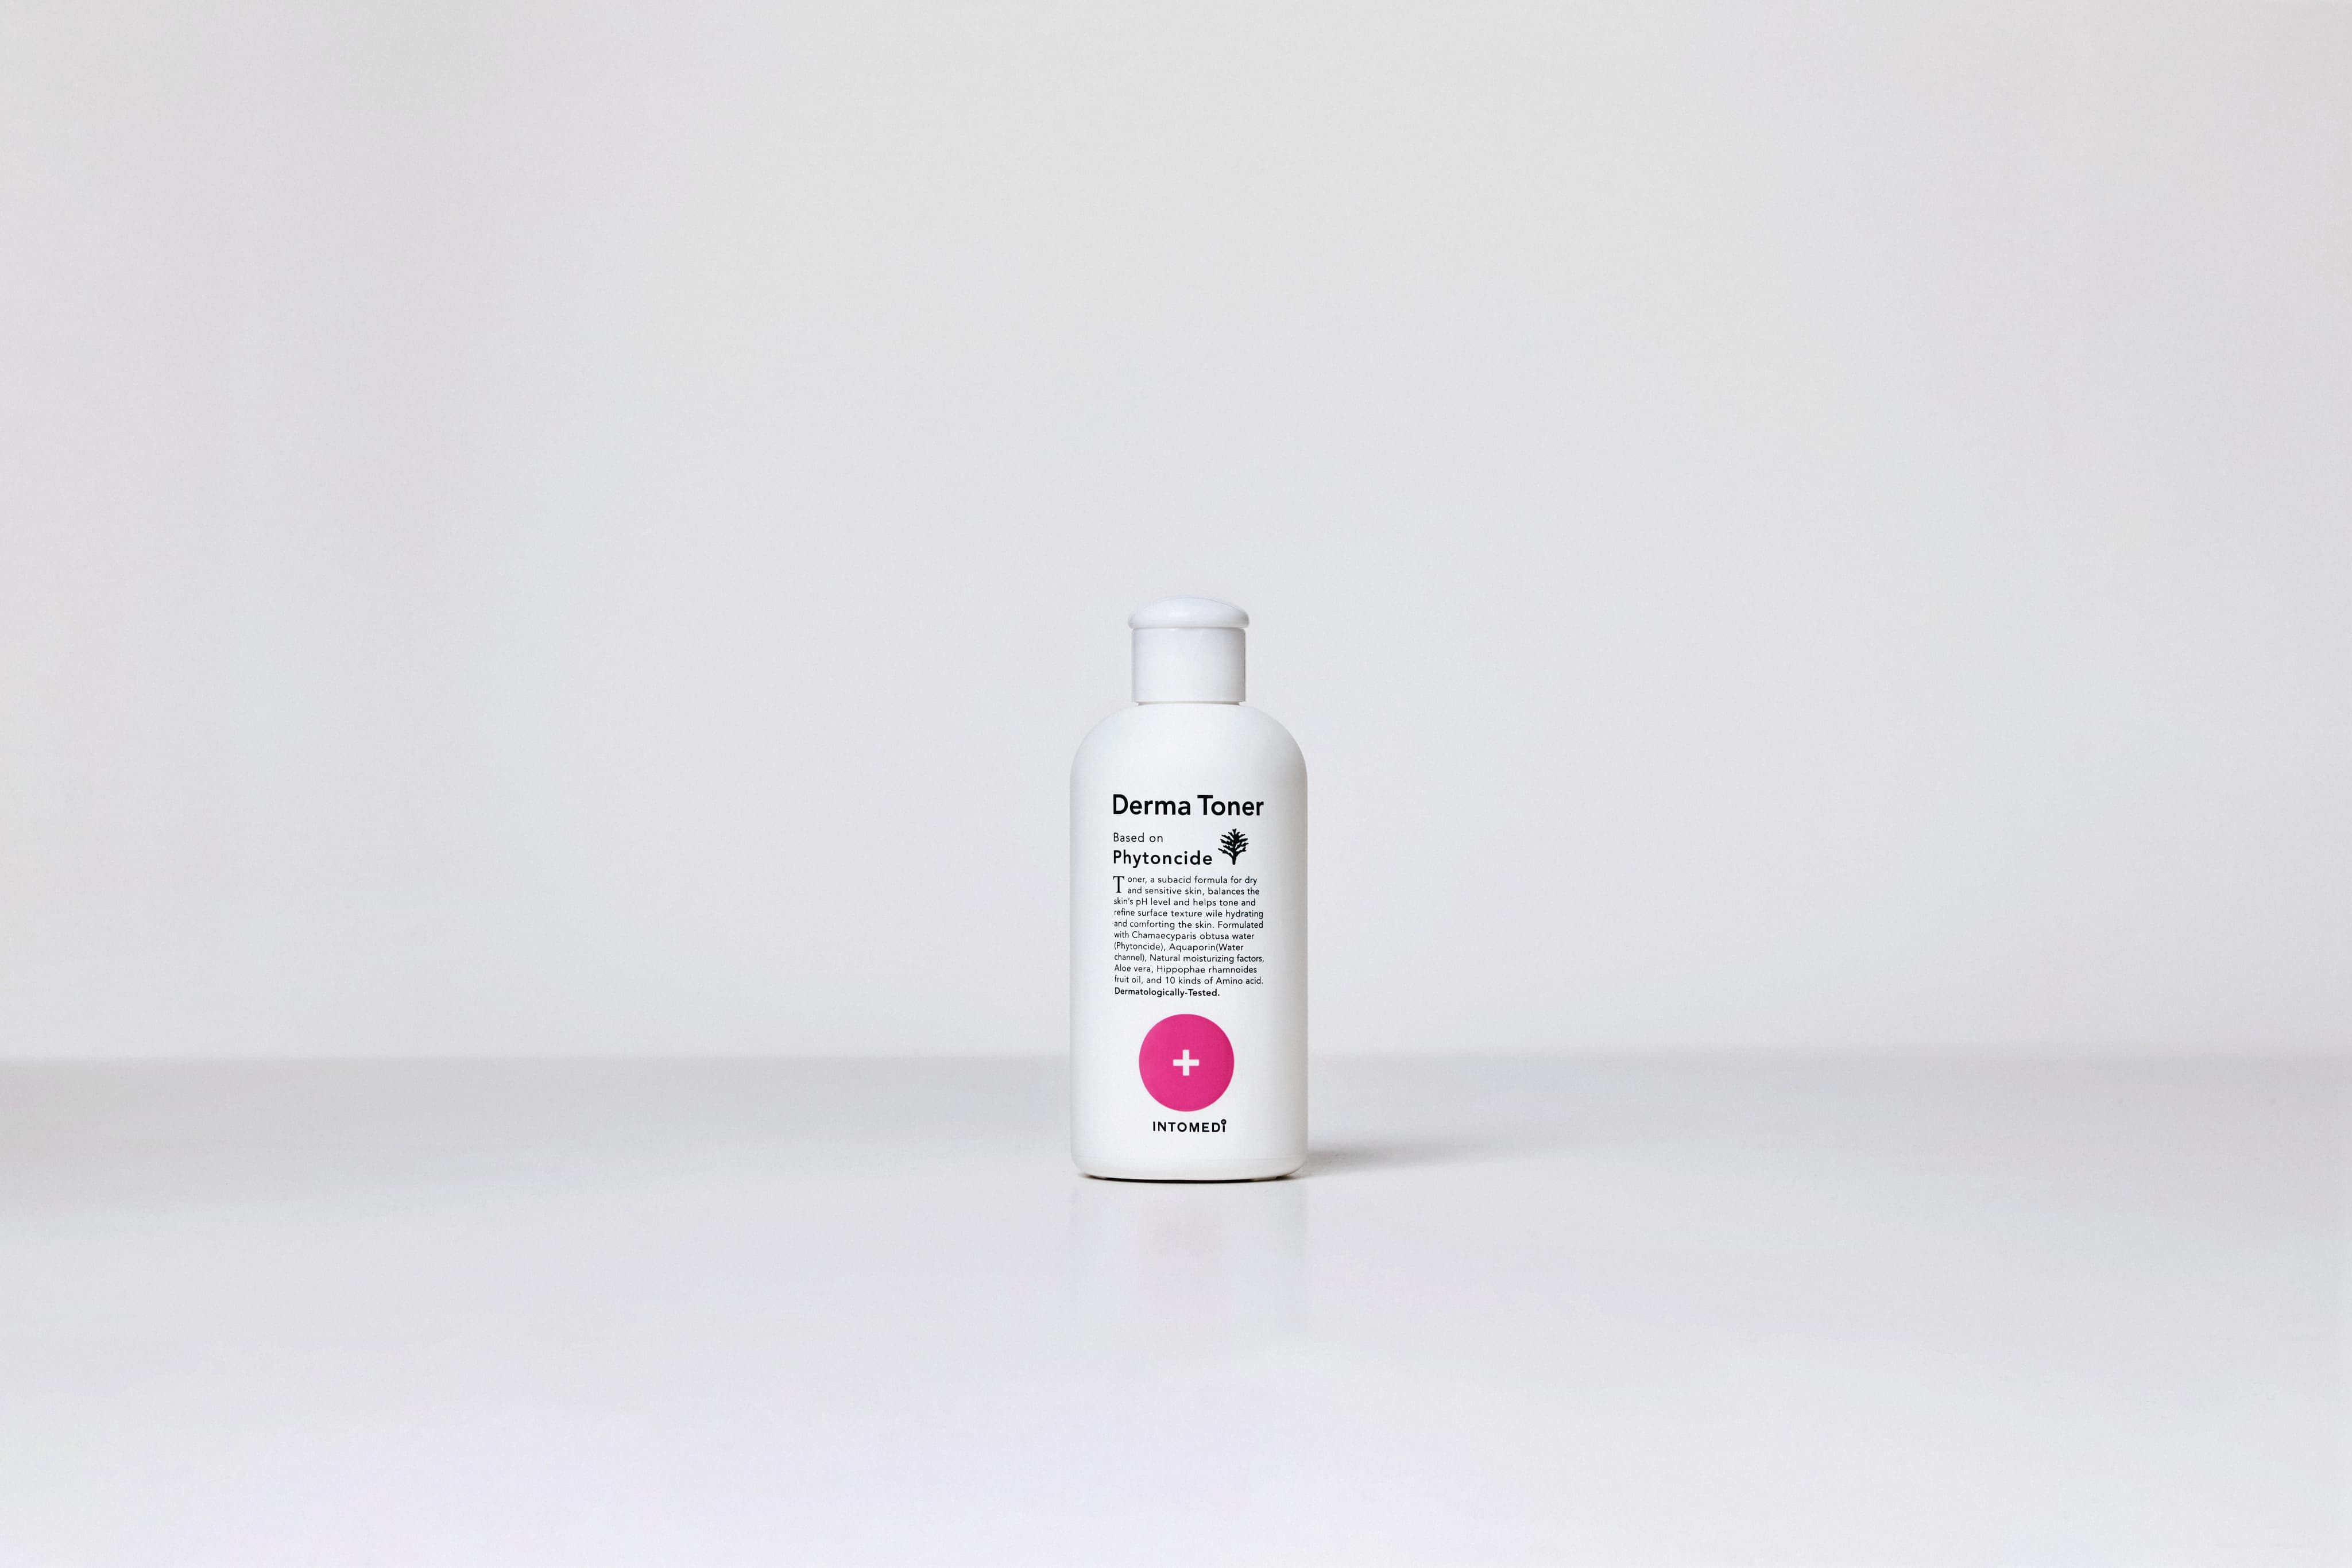 Derma Toner
Based on
Phytoncide
Toner, a subacid formula for dry
and sensitive skin, balances the
skin's pH level and helps tone and
refine surface texture wile hydrating
and comforting the skin. Formulated
with Chamaecyparis obtusa water
(Phytoncide), Aquaporin(Water
channel), Natural moisturizing factors,
Aloe vera, Hippophae rhamnoides
fruit oil, and 10 kinds of Amino acid.
Dermatologically-Tested.
+
INTOMEDi